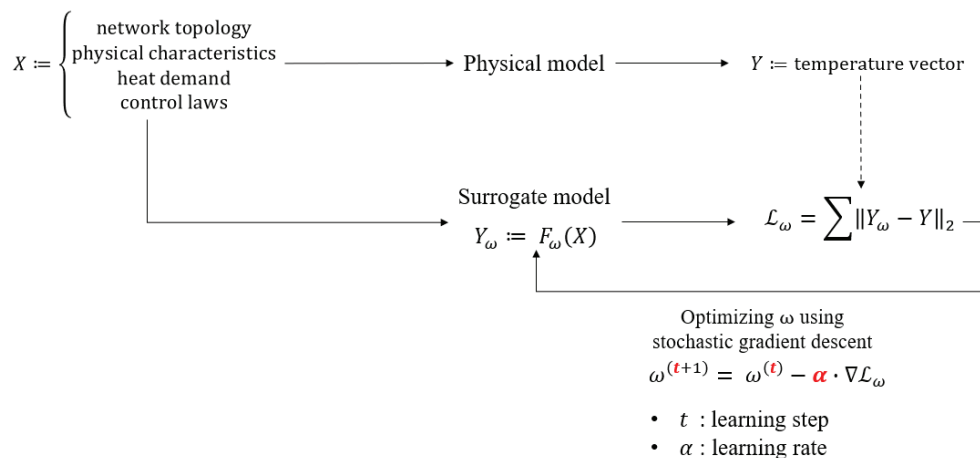 network topology
physical characteristics
X ≔
heat demand
control laws
Physical model
Y ≔ temperature vector
Surrogate model
Y_ω ≔ F_ω(X)
ℒ_ω = ∑‖Y_ω − Y‖₂
Optimizing ω using
stochastic gradient descent
ω^(t+1) = ω^(t) − α · ∇ℒ_ω
• t : learning step
• α : learning rate